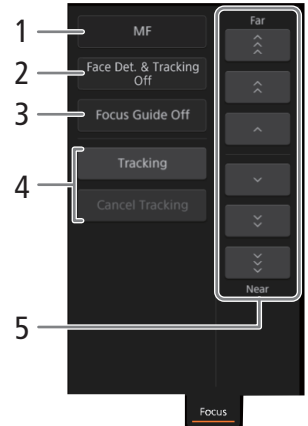 1
MF
2
Face Det. & Tracking
Off
3
Focus Guide Off
4
Tracking
Cancel Tracking
Far
Near
5
Focus